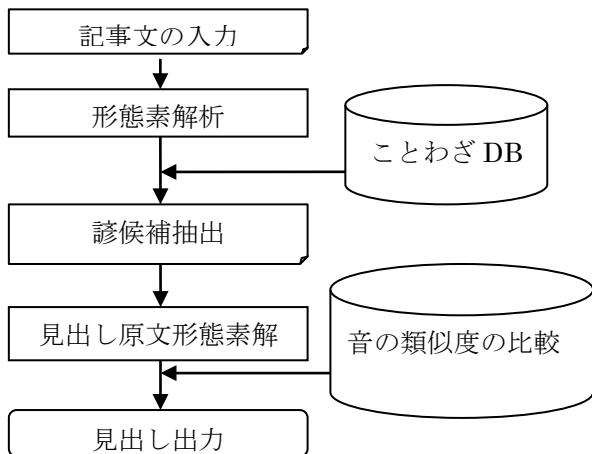 記事文の入力
形態素解析
ことわざ DB
諺候補抽出
見出し原文形態素解
音の類似度の比較
見出し出力